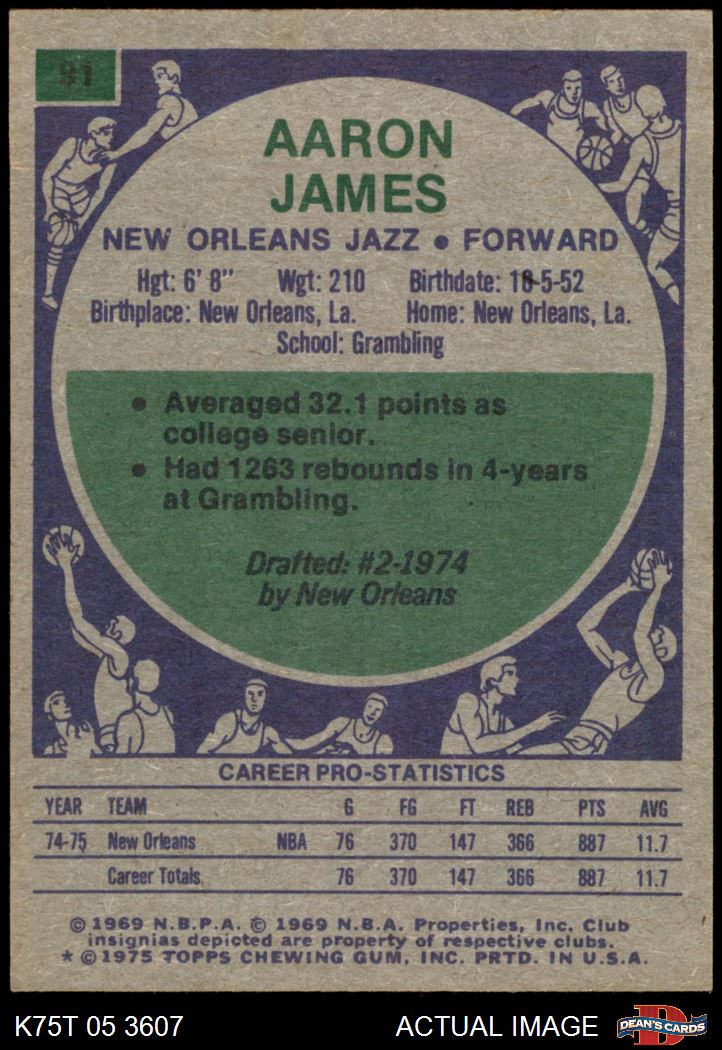 91
AARON
JAMES
NEW ORLEANS JAZZ • FORWARD
Hgt: 6' 8" Wgt: 210 Birthdate: 10-5-52
Birthplace: New Orleans, La. Home: New Orleans, La.
School: Grambling
• Averaged 32.1 points as
college senior.
• Had 1263 rebounds in 4-years
at Grambling.
Drafted: #2-1974
by New Orleans
CAREER PRO-STATISTICS
YEAR TEAM G FG FT REB PTS AVG
74-75 New Orleans NBA 76 370 147 366 887 11.7
Career Totals 76 370 147 366 887 11.7
© 1969 N.B.P.A. © 1969 N.B.A. Properties, Inc. Club
insignias depicted are property of respective clubs.
* © 1975 TOPPS CHEWING GUM, INC. PRTD. IN U.S.A.
K75T 05 3607 ACTUAL IMAGE D DEAN'S CARDS